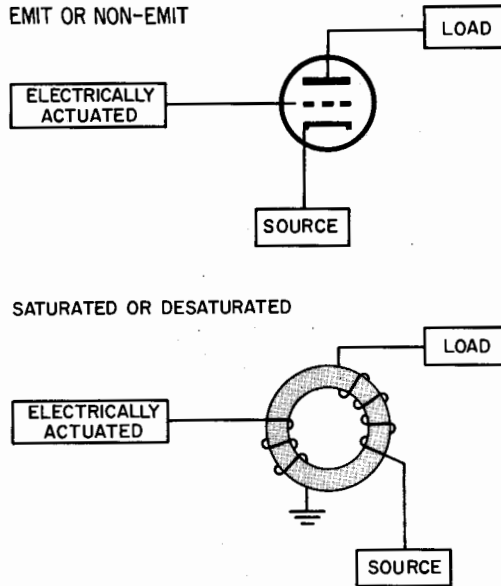 EMIT OR NON-EMIT
LOAD
ELECTRICALLY
ACTUATED
SOURCE
SATURATED OR DESATURATED
LOAD
ELECTRICALLY
ACTUATED
SOURCE